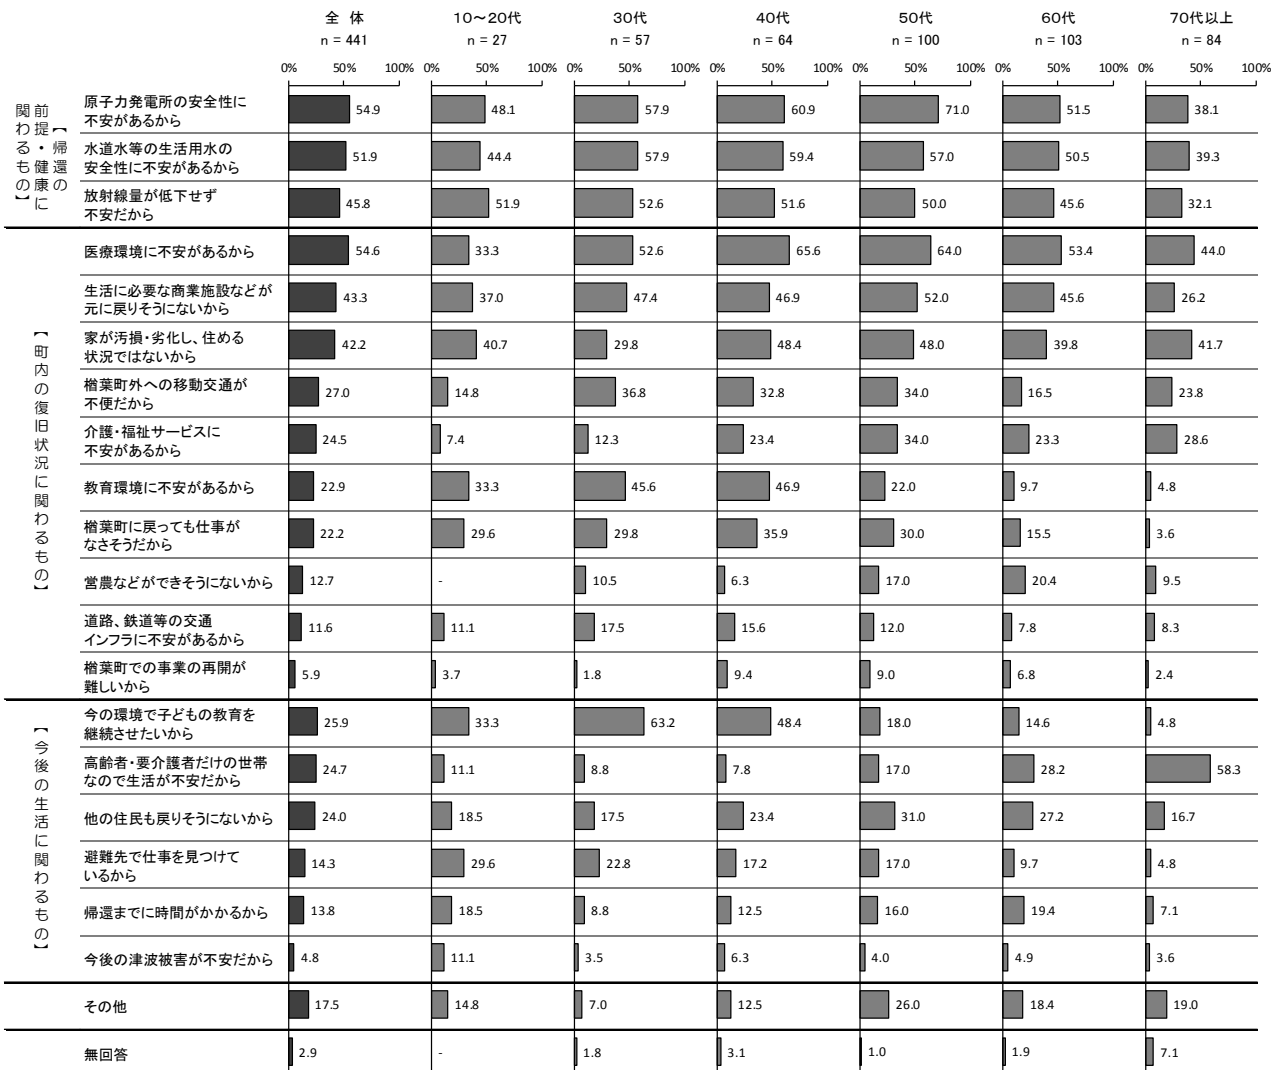 全 体 10～20代 30代 40代 50代 60代 70代以上
n = 441 n = 27 n = 57 n = 64 n = 100 n = 103 n = 84
0% 50% 100% 0% 50% 100% 0% 50% 100% 0% 50% 100% 0% 50% 100% 0% 50% 100% 0% 50% 100%
【帰還の
前提・健康に
関わるもの】
原子力発電所の安全性に
不安があるから
54.9 48.1 57.9 60.9 71.0 51.5 38.1
水道水等の生活用水の
安全性に不安があるから
51.9 44.4 57.9 59.4 57.0 50.5 39.3
放射線量が低下せず
不安だから
45.8 51.9 52.6 51.6 50.0 45.6 32.1
【町内の復旧状況に関わるもの】
医療環境に不安があるから
54.6 33.3 52.6 65.6 64.0 53.4 44.0
生活に必要な商業施設などが
元に戻りそうにないから
43.3 37.0 47.4 46.9 52.0 45.6 26.2
家が汚損・劣化し、住める
状況ではないから
42.2 40.7 29.8 48.4 48.0 39.8 41.7
楢葉町外への移動交通が
不便だから
27.0 14.8 36.8 32.8 34.0 16.5 23.8
介護・福祉サービスに
不安があるから
24.5 7.4 12.3 23.4 34.0 23.3 28.6
教育環境に不安があるから
22.9 33.3 45.6 46.9 22.0 9.7 4.8
楢葉町に戻っても仕事が
なさそうだから
22.2 29.6 29.8 35.9 30.0 15.5 3.6
営農などができそうにないから
12.7 - 10.5 6.3 17.0 20.4 9.5
道路、鉄道等の交通
インフラに不安があるから
11.6 11.1 17.5 15.6 12.0 7.8 8.3
楢葉町での事業の再開が
難しいから
5.9 3.7 1.8 9.4 9.0 6.8 2.4
【今後の生活に関わるもの】
今の環境で子どもの教育を
継続させたいから
25.9 33.3 63.2 48.4 18.0 14.6 4.8
高齢者・要介護者だけの世帯
なので生活が不安だから
24.7 11.1 8.8 7.8 17.0 28.2 58.3
他の住民も戻りそうにないから
24.0 18.5 17.5 23.4 31.0 27.2 16.7
避難先で仕事を見つけて
いるから
14.3 29.6 22.8 17.2 17.0 9.7 4.8
帰還までに時間がかかるから
13.8 18.5 8.8 12.5 16.0 19.4 7.1
今後の津波被害が不安だから
4.8 11.1 3.5 6.3 4.0 4.9 3.6
その他
17.5 14.8 7.0 12.5 26.0 18.4 19.0
無回答
2.9 - 1.8 3.1 1.0 1.9 7.1